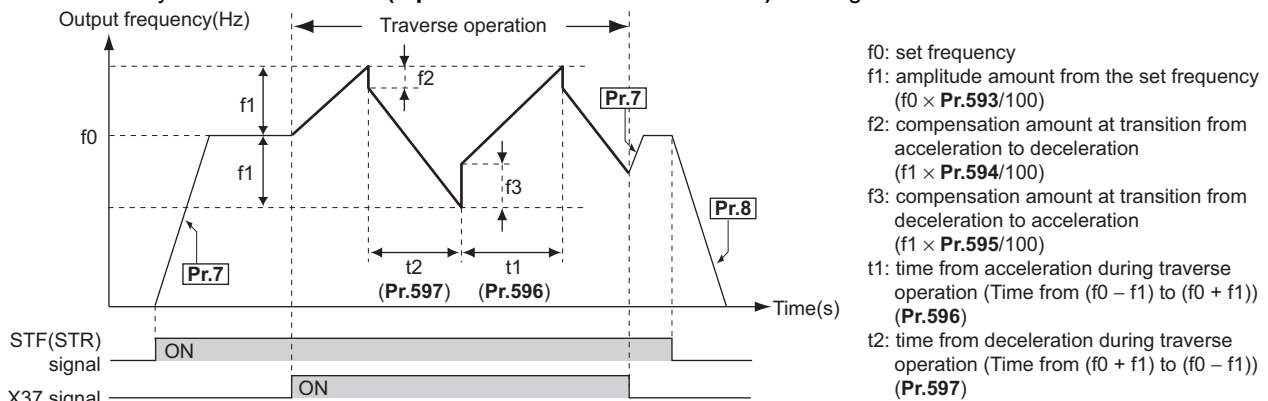 Output frequency(Hz)
Traverse operation
f1
f2
Pr.7
f0
f1
f3
Pr.8
Pr.7
t2
(Pr.597)
t1
(Pr.596)
Time(s)
STF(STR)
signal
ON
X37 signal
ON
f0: set frequency
f1: amplitude amount from the set frequency
(f0 × Pr.593/100)
f2: compensation amount at transition from
acceleration to deceleration
(f1 × Pr.594/100)
f3: compensation amount at transition from
deceleration to acceleration
(f1 × Pr.595/100)
t1: time from acceleration during traverse
operation (Time from (f0 − f1) to (f0 + f1))
(Pr.596)
t2: time from deceleration during traverse
operation (Time from (f0 + f1) to (f0 − f1))
(Pr.597)